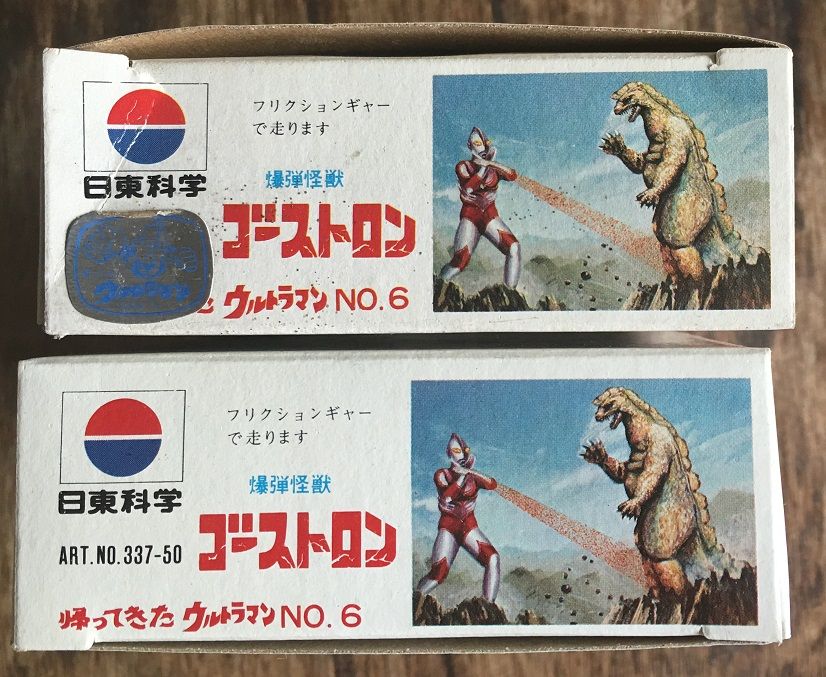 フリクションギャー
で走ります
日東科学
爆弾怪獣
ゴーストロン
ウルトラマン NO.6
フリクションギャー
で走ります
日東科学
爆弾怪獣
ART.NO.337-50
ゴーストロン
帰ってきた ウルトラマン NO.6